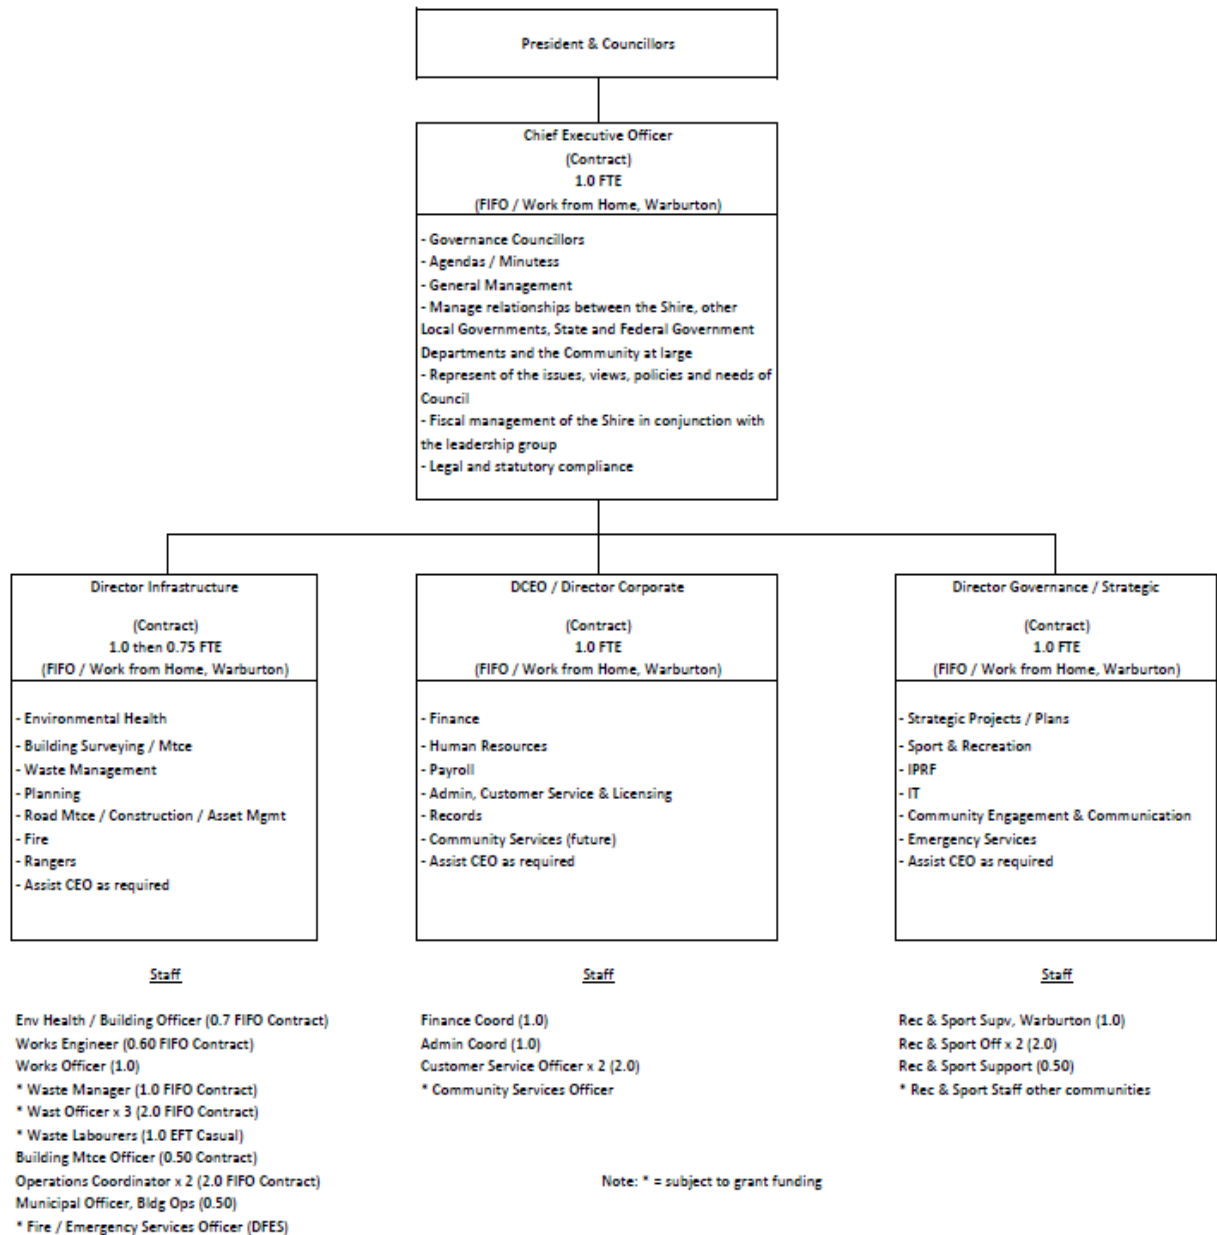 President & Councillors
Chief Executive Officer
(Contract)
1.0 FTE
(FIFO / Work from Home, Warburton)
- Governance Councillors
- Agendas / Minutess
- General Management
- Manage relationships between the Shire, other
Local Governments, State and Federal Government
Departments and the Community at large
- Represent of the issues, views, policies and needs of
Council
- Fiscal management of the Shire in conjunction with
the leadership group
- Legal and statutory compliance
Director Infrastructure
(Contract)
1.0 then 0.75 FTE
(FIFO / Work from Home, Warburton)
- Environmental Health
- Building Surveying / Mtce
- Waste Management
- Planning
- Road Mtce / Construction / Asset Mgmt
- Fire
- Rangers
- Assist CEO as required
DCEO / Director Corporate
(Contract)
1.0 FTE
(FIFO / Work from Home, Warburton)
- Finance
- Human Resources
- Payroll
- Admin, Customer Service & Licensing
- Records
- Community Services (future)
- Assist CEO as required
Director Governance / Strategic
(Contract)
1.0 FTE
(FIFO / Work from Home, Warburton)
- Strategic Projects / Plans
- Sport & Recreation
- IPRF
- IT
- Community Engagement & Communication
- Emergency Services
- Assist CEO as required
Staff
Env Health / Building Officer (0.7 FIFO Contract)
Works Engineer (0.60 FIFO Contract)
Works Officer (1.0)
* Waste Manager (1.0 FIFO Contract)
* Wast Officer x 3 (2.0 FIFO Contract)
* Waste Labourers (1.0 EFT Casual)
Building Mtce Officer (0.50 Contract)
Operations Coordinator x 2 (2.0 FIFO Contract)
Municipal Officer, Bldg Ops (0.50)
* Fire / Emergency Services Officer (DFES)
Staff
Finance Coord (1.0)
Admin Coord (1.0)
Customer Service Officer x 2 (2.0)
* Community Services Officer
Staff
Rec & Sport Supv, Warburton (1.0)
Rec & Sport Off x 2 (2.0)
Rec & Sport Support (0.50)
* Rec & Sport Staff other communities
Note: * = subject to grant funding